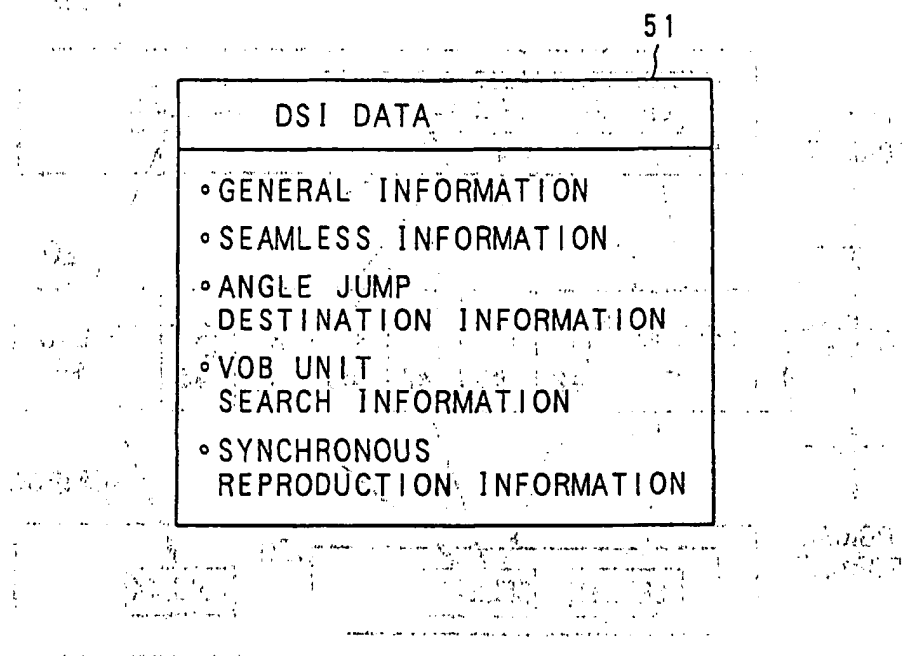 51
DSI DATA
∘GENERAL INFORMATION
∘SEAMLESS INFORMATION
∘ANGLE JUMP
DESTINATION INFORMATION
∘VOB UNIT
SEARCH INFORMATION
∘SYNCHRONOUS
REPRODUCTION INFORMATION